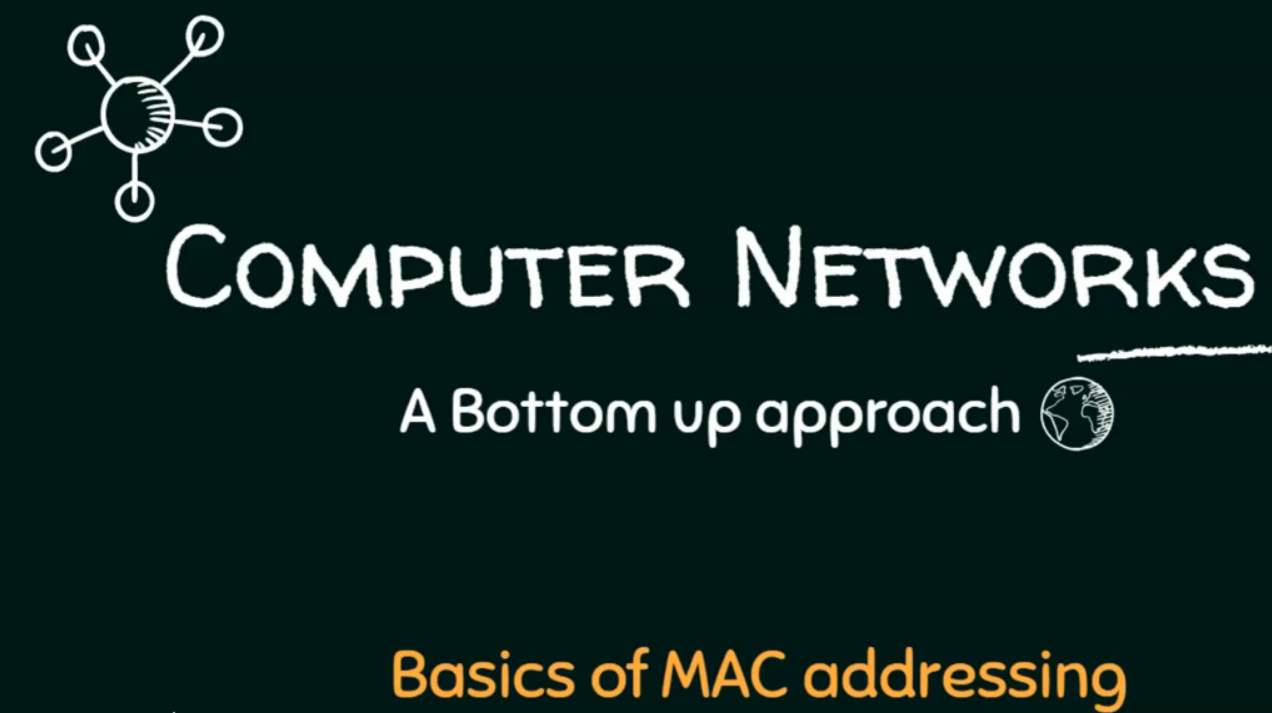 COMPUTER NETWORKS
A Bottom up approach
Basics of MAC addressing